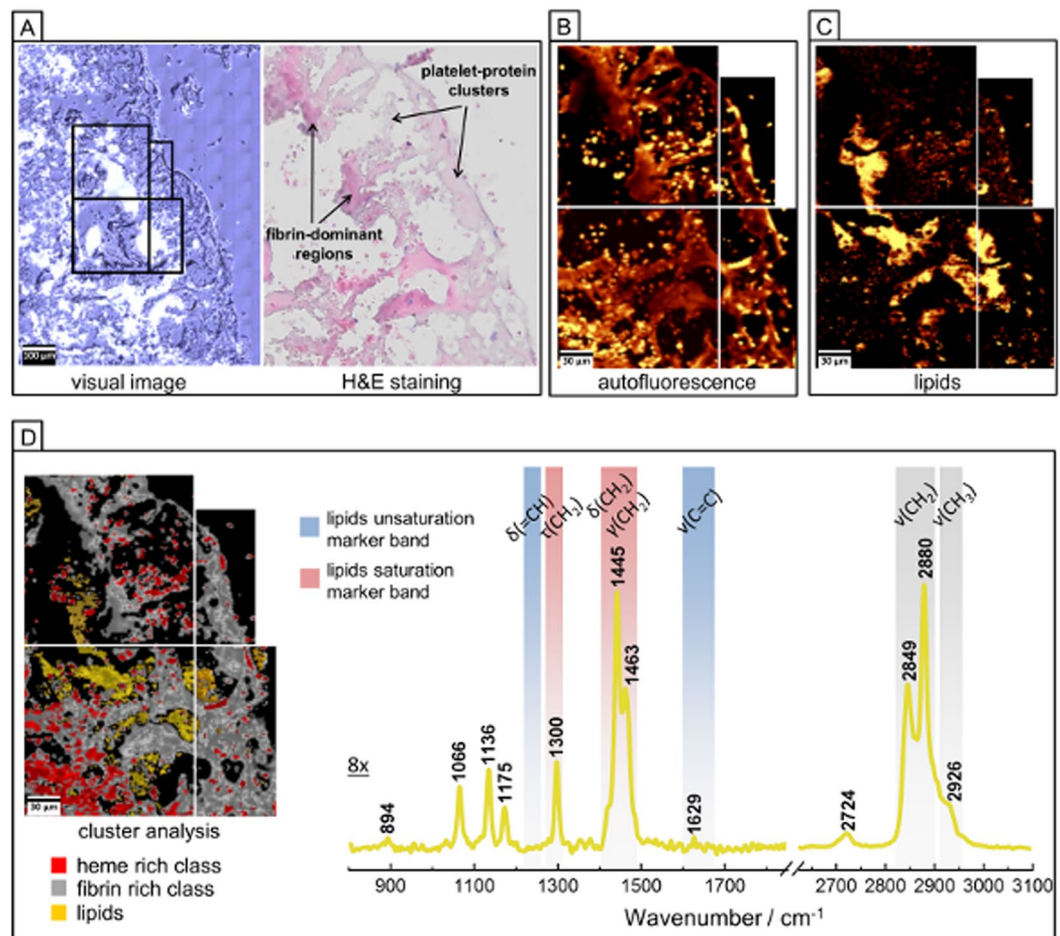 A
platelet-protein
clusters
fibrin-dominant
regions
100 µm
visual image
H&E staining
B
30 µm
autofluorescence
C
30 µm
lipids
D
30 µm
cluster analysis
heme rich class
fibrin rich class
lipids
lipids unsaturation
marker band
lipids saturation
marker band
δ(=CH)
τ(CH₂)
δ(CH₂)
γ(CH₂)
ν(C=C)
ν(CH₂)
ν(CH₃)
8x
894
1066
1136
1175
1300
1445
1463
1629
2724
2849
2880
2926
900 1100 1300 1500 1700 2700 2800 2900 3000 3100
Wavenumber / cm⁻¹